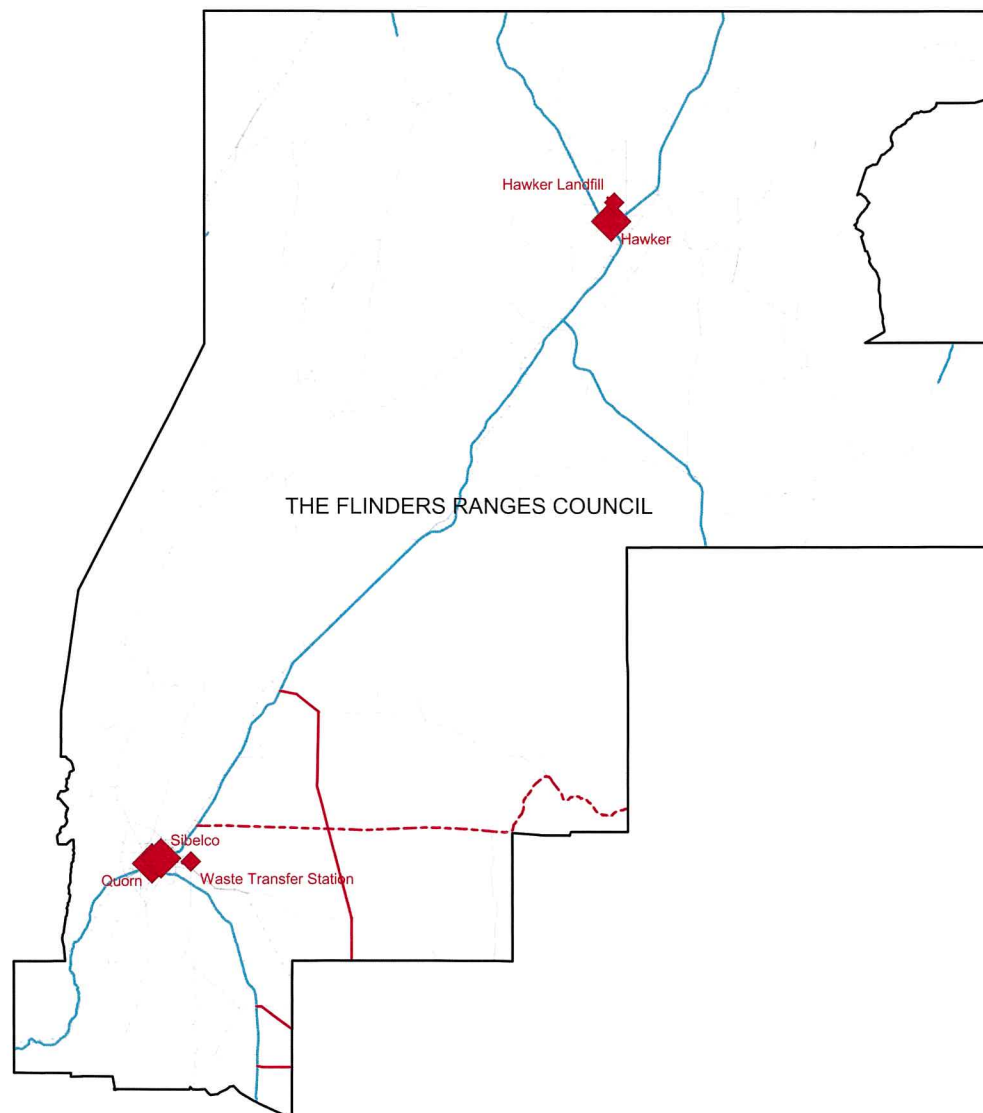 Hawker Landfill
Hawker
THE FLINDERS RANGES COUNCIL
Sibelco
Quorn
Waste Transfer Station